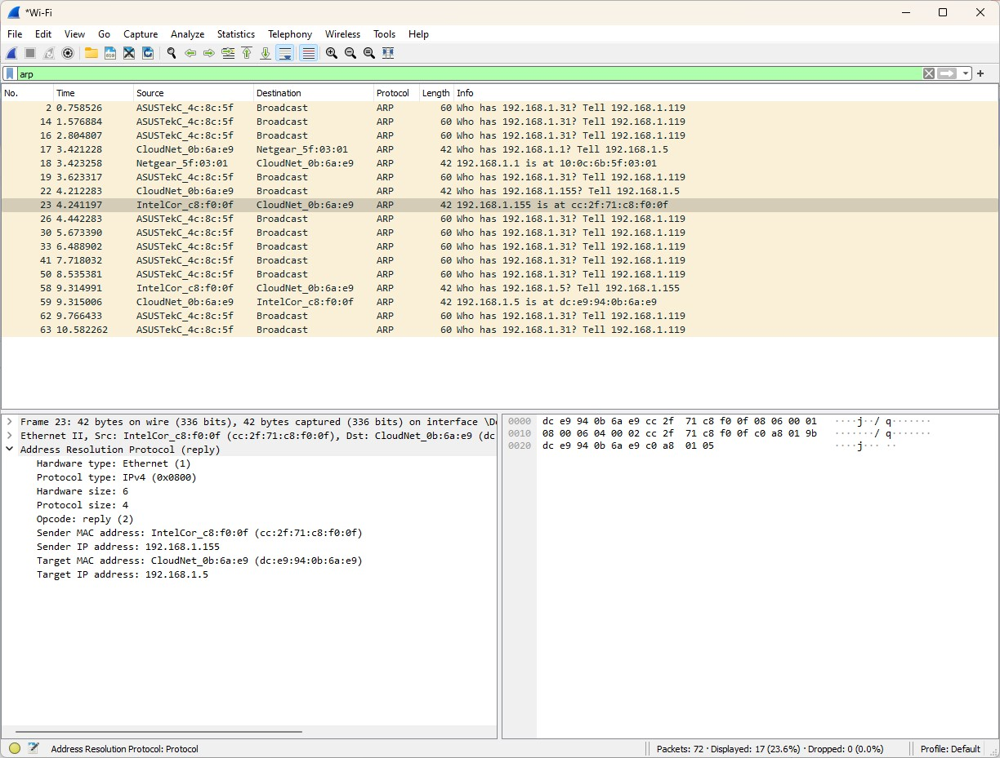 *Wi-Fi
File Edit View Go Capture Analyze Statistics Telephony Wireless Tools Help
arp
No. Time Source Destination Protocol Length Info
2 0.758526 ASUSTekC_4c:8c:5f Broadcast ARP 60 Who has 192.168.1.31? Tell 192.168.1.119
14 1.576884 ASUSTekC_4c:8c:5f Broadcast ARP 60 Who has 192.168.1.31? Tell 192.168.1.119
16 2.804807 ASUSTekC_4c:8c:5f Broadcast ARP 60 Who has 192.168.1.31? Tell 192.168.1.119
17 3.421228 CloudNet_0b:6a:e9 Netgear_5f:03:01 ARP 42 Who has 192.168.1.1? Tell 192.168.1.5
18 3.423258 Netgear_5f:03:01 CloudNet_0b:6a:e9 ARP 42 192.168.1.1 is at 10:0c:6b:5f:03:01
19 3.623317 ASUSTekC_4c:8c:5f Broadcast ARP 60 Who has 192.168.1.31? Tell 192.168.1.119
22 4.212283 CloudNet_0b:6a:e9 Broadcast ARP 42 Who has 192.168.1.155? Tell 192.168.1.5
23 4.241197 IntelCor_c8:f0:0f CloudNet_0b:6a:e9 ARP 42 192.168.1.155 is at cc:2f:71:c8:f0:0f
26 4.442283 ASUSTekC_4c:8c:5f Broadcast ARP 60 Who has 192.168.1.31? Tell 192.168.1.119
30 5.673390 ASUSTekC_4c:8c:5f Broadcast ARP 60 Who has 192.168.1.31? Tell 192.168.1.119
33 6.488902 ASUSTekC_4c:8c:5f Broadcast ARP 60 Who has 192.168.1.31? Tell 192.168.1.119
41 7.718032 ASUSTekC_4c:8c:5f Broadcast ARP 60 Who has 192.168.1.31? Tell 192.168.1.119
50 8.535381 ASUSTekC_4c:8c:5f Broadcast ARP 60 Who has 192.168.1.31? Tell 192.168.1.119
58 9.314991 IntelCor_c8:f0:0f CloudNet_0b:6a:e9 ARP 42 Who has 192.168.1.5? Tell 192.168.1.155
59 9.315006 CloudNet_0b:6a:e9 IntelCor_c8:f0:0f ARP 42 192.168.1.5 is at dc:e9:94:0b:6a:e9
62 9.766433 ASUSTekC_4c:8c:5f Broadcast ARP 60 Who has 192.168.1.31? Tell 192.168.1.119
63 10.582262 ASUSTekC_4c:8c:5f Broadcast ARP 60 Who has 192.168.1.31? Tell 192.168.1.119
Frame 23: 42 bytes on wire (336 bits), 42 bytes captured (336 bits) on interface \De
Ethernet II, Src: IntelCor_c8:f0:0f (cc:2f:71:c8:f0:0f), Dst: CloudNet_0b:6a:e9 (dc
Address Resolution Protocol (reply)
Hardware type: Ethernet (1)
Protocol type: IPv4 (0x0800)
Hardware size: 6
Protocol size: 4
Opcode: reply (2)
Sender MAC address: IntelCor_c8:f0:0f (cc:2f:71:c8:f0:0f)
Sender IP address: 192.168.1.155
Target MAC address: CloudNet_0b:6a:e9 (dc:e9:94:0b:6a:e9)
Target IP address: 192.168.1.5
0000 dc e9 94 0b 6a e9 cc 2f 71 c8 f0 0f 08 06 00 01 ····j··/ q·······
0010 08 00 06 04 00 02 cc 2f 71 c8 f0 0f c0 a8 01 9b ·······/ q·······
0020 dc e9 94 0b 6a e9 c0 a8 01 05 ····j··· ··
Address Resolution Protocol: Protocol
Packets: 72 · Displayed: 17 (23.6%) · Dropped: 0 (0.0%)
Profile: Default